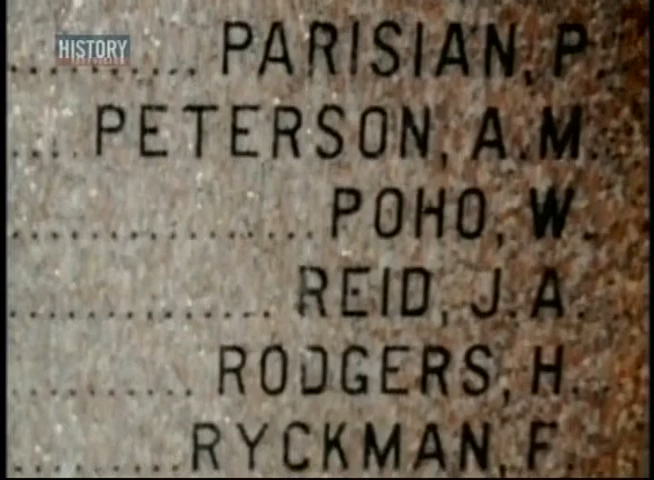 HISTORY
.......... PARISIAN, P.
.... PETERSON, A.M.
................ POHO, W.
.............. REID, J.A.
.......... RODGERS, H.
......... RYCKMAN, F.